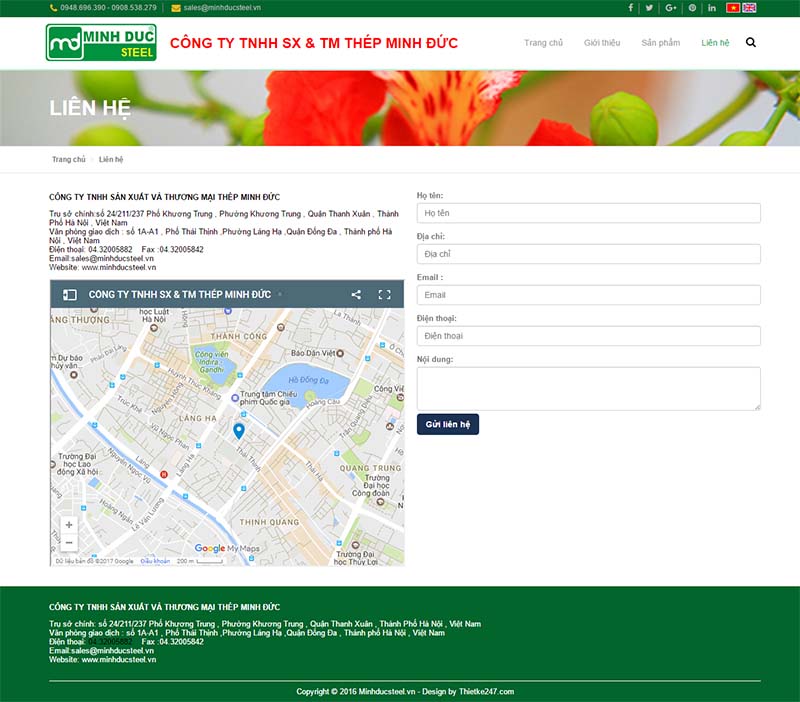 0948.696.390 - 0908.538.279 sales@minhducsteel.vn
MINH DUC
STEEL
CÔNG TY TNHH SX & TM THÉP MINH ĐỨC
Trang chủ Giới thiệu Sản phẩm Liên hệ
LIÊN HỆ
Trang chủ Liên hệ
CÔNG TY TNHH SẢN XUẤT VÀ THƯƠNG MẠI THÉP MINH ĐỨC
Trụ sở chính:số 24/211/237 Phố Khương Trung , Phường Khương Trung , Quận Thanh Xuân , Thành
Phố Hà Nội , Việt Nam
Văn phòng giao dịch : số 1A-A1 , Phố Thái Thịnh ,Phường Láng Hạ ,Quận Đống Đa , Thành phố Hà
Nội , Việt Nam
Điện thoại: 04.32005882 Fax :04.32005842
Email:sales@minhducsteel.vn
Website: www.minhducsteel.vn
CÔNG TY TNHH SX & TM THÉP MINH ĐỨC
học Luật
Hà Nội
La Thành
THÀNH CÔNG
Công viên
Indira
Gandhi
Báo Dân Việt
Huỳnh Thúc Kháng
Hồ Đống Đa
Hoàng Cầu
Trung tâm Chiếu
phim Quốc gia
Trúc Khê
LÁNG HẠ
Vũ Ngọc Phan
Thái Thịnh
Thái Hà
Trường Đại
học Lao
động Xã hội
Nguyên Hồng
Nguyễn Ngọc Vũ
QUANG TRUNG
Trường Đại
học Công
đoàn
Lê Văn Lương
THỊNH QUANG
Trường Đại
học Thủy Lợi
Google My Maps
Dữ liệu bản đồ ©2017 Google Điều khoản 200 m
Họ tên:
Họ tên
Địa chỉ:
Địa chỉ
Email :
Email
Điện thoại:
Điện thoại
Nội dung:
Gửi liên hệ
CÔNG TY TNHH SẢN XUẤT VÀ THƯƠNG MẠI THÉP MINH ĐỨC
Trụ sở chính: số 24/211/237 Phố Khương Trung , Phường Khương Trung , Quận Thanh Xuân , Thành Phố Hà Nội , Việt Nam
Văn phòng giao dịch : số 1A-A1 , Phố Thái Thịnh ,Phường Láng Hạ ,Quận Đống Đa , Thành phố Hà Nội , Việt Nam
Điện thoại: 04.32005882 Fax :04.32005842
Email:sales@minhducsteel.vn
Website: www.minhducsteel.vn
Copyright © 2016 Minhducsteel.vn - Design by Thietke247.com